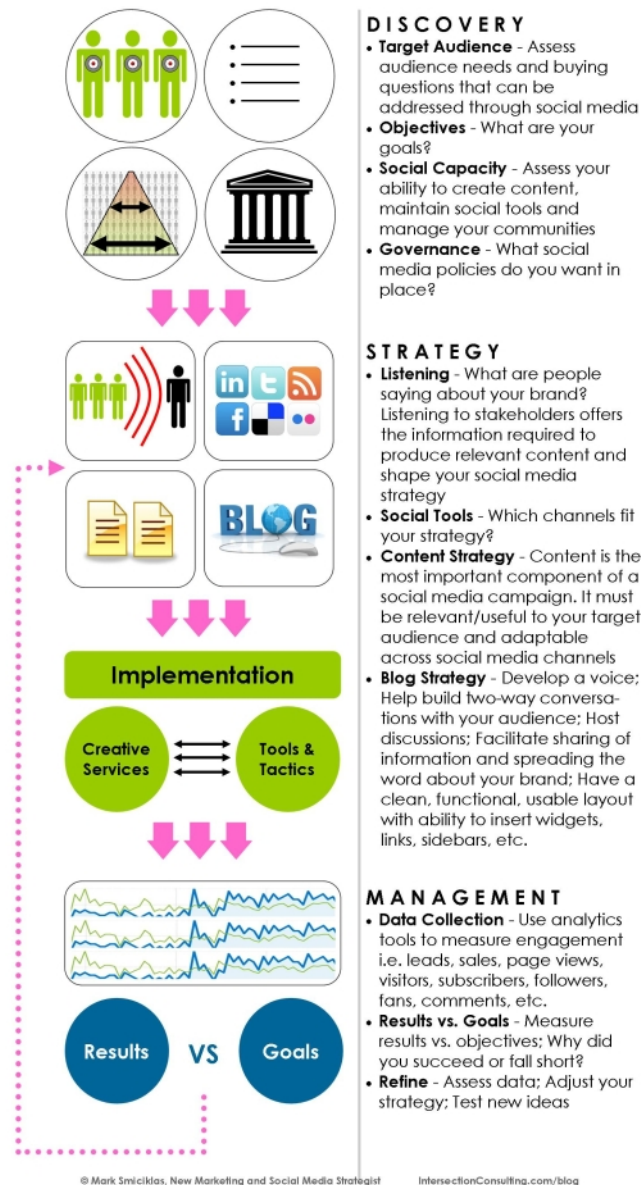 DISCOVERY
• Target Audience - Assess
audience needs and buying
questions that can be
addressed through social media
• Objectives - What are your
goals?
• Social Capacity - Assess your
ability to create content,
maintain social tools and
manage your communities
• Governance - What social
media policies do you want in
place?
in
t
f
BLOG
STRATEGY
• Listening - What are people
saying about your brand?
Listening to stakeholders offers
the information required to
produce relevant content and
shape your social media
strategy
• Social Tools - Which channels fit
your strategy?
• Content Strategy - Content is the
most important component of a
social media campaign. It must
be relevant/useful to your target
audience and adaptable
across social media channels
• Blog Strategy - Develop a voice;
Help build two-way conversa-
tions with your audience; Host
discussions; Facilitate sharing of
information and spreading the
word about your brand; Have a
clean, functional, usable layout
with ability to insert widgets,
links, sidebars, etc.
Implementation
Creative
Services
Tools &
Tactics
MANAGEMENT
• Data Collection - Use analytics
tools to measure engagement
i.e. leads, sales, page views,
visitors, subscribers, followers,
fans, comments, etc.
• Results vs. Goals - Measure
results vs. objectives; Why did
you succeed or fall short?
• Refine - Assess data; Adjust your
strategy; Test new ideas
Results VS Goals
© Mark Smiciklas, New Marketing and Social Media Strategist IntersectionConsulting.com/blog